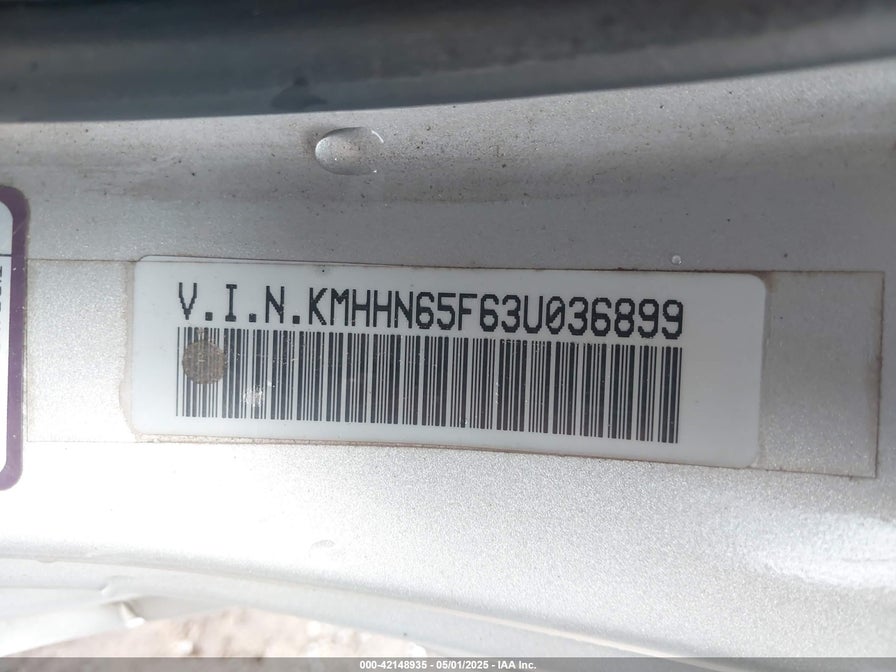 V.I.N.KMHHN65F63U036899
000-42148935 - 05/01/2025 - IAA Inc.